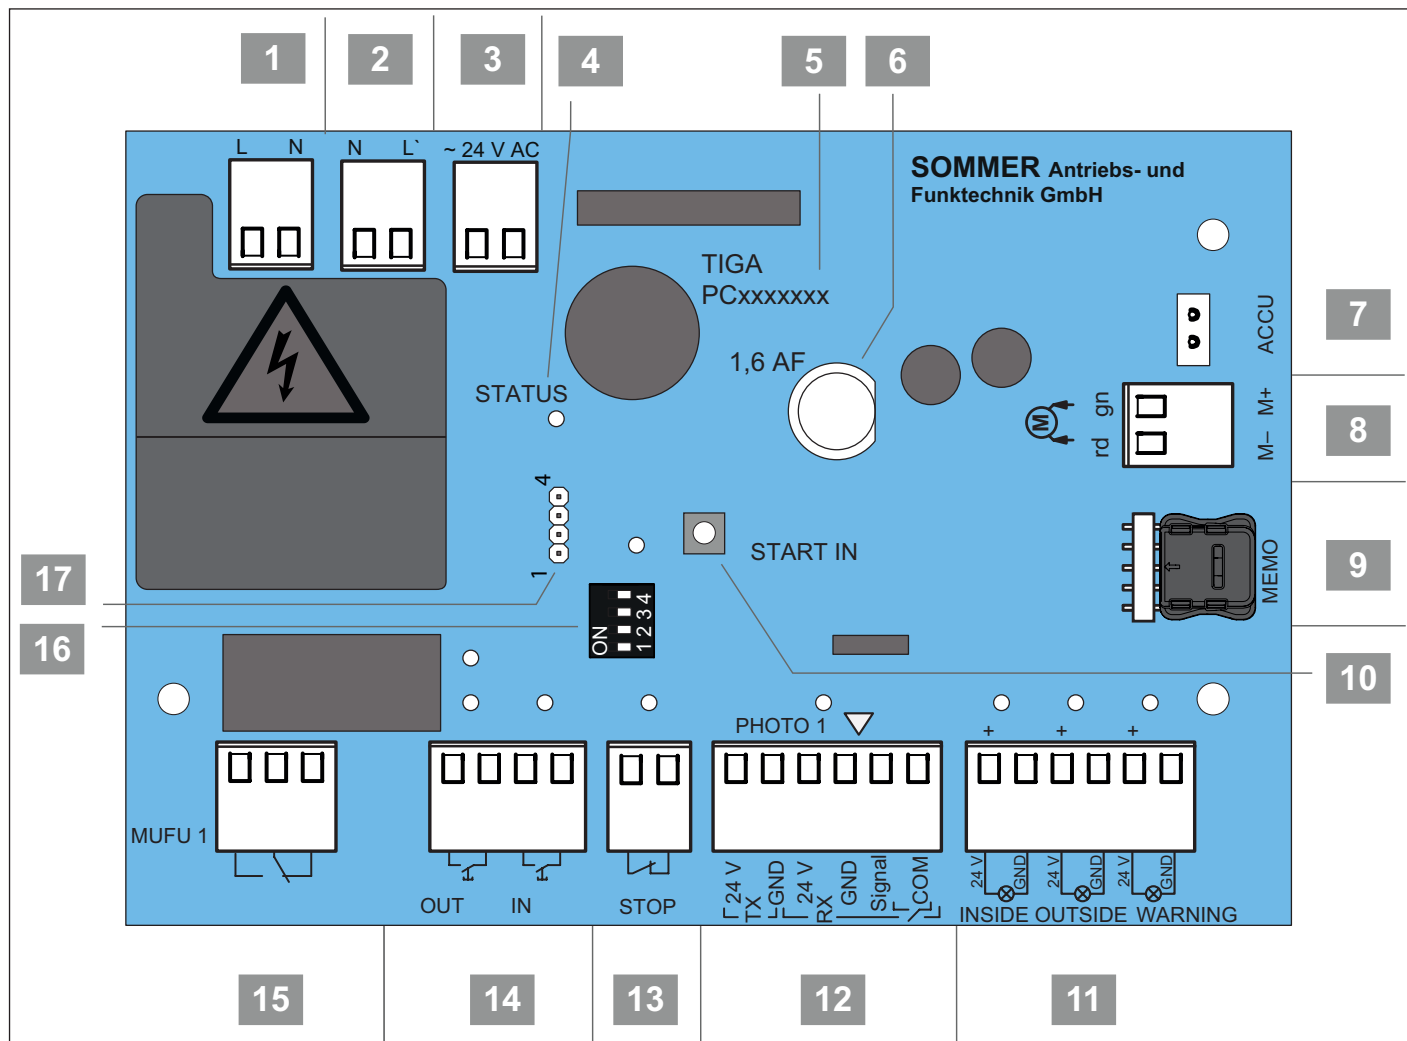 1 2 3 4 5 6
L N N L` ~ 24 V AC
SOMMER Antriebs- und
Funktechnik GmbH
TIGA
PCxxxxxxx
ACCU
7
1,6 AF
STATUS
M
rd gn
M– M+
8
4
1
START IN
MEMO
9
17
ON
1 2 3 4
16
10
PHOTO 1
+ + +
MUFU 1
OUT IN
STOP
24 V
TX
GND
24 V
RX
GND
Signal
COM
24 V GND 24 V GND 24 V GND
INSIDE OUTSIDE WARNING
15 14 13 12 11